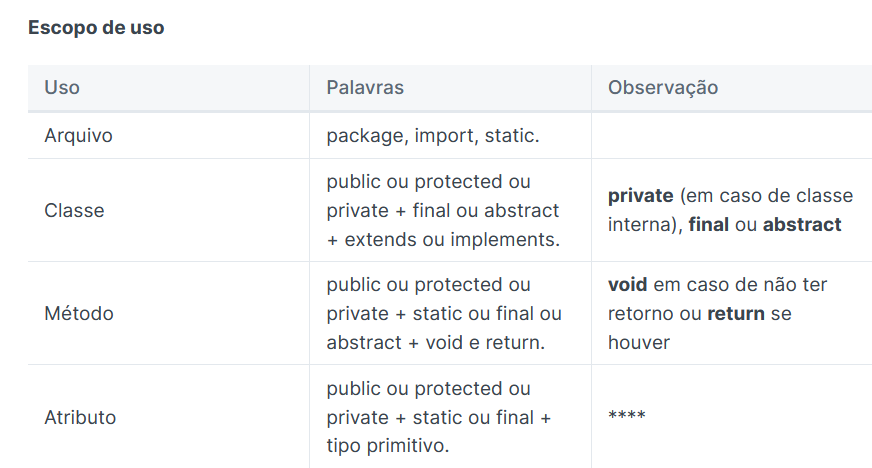 Escopo de uso
Uso Palavras Observação
Arquivo package, import, static.
Classe
public ou protected ou
private + final ou abstract
+ extends ou implements.
private (em caso de classe
interna), final ou abstract
Método
public ou protected ou
private + static ou final ou
abstract + void e return.
void em caso de não ter
retorno ou return se
houver
Atributo
public ou protected ou
private + static ou final +
tipo primitivo.
****